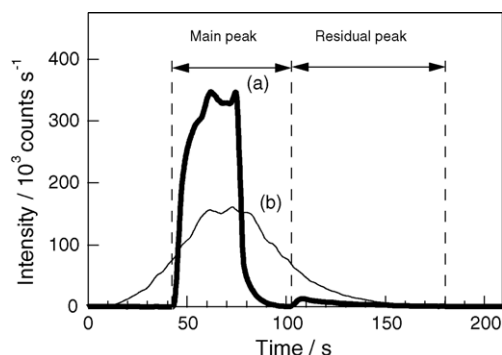 Main peak
Residual peak
(a)
(b)
400
300
200
100
0
Intensity / 10³ counts s⁻¹
0
50
100
150
200
Time / s